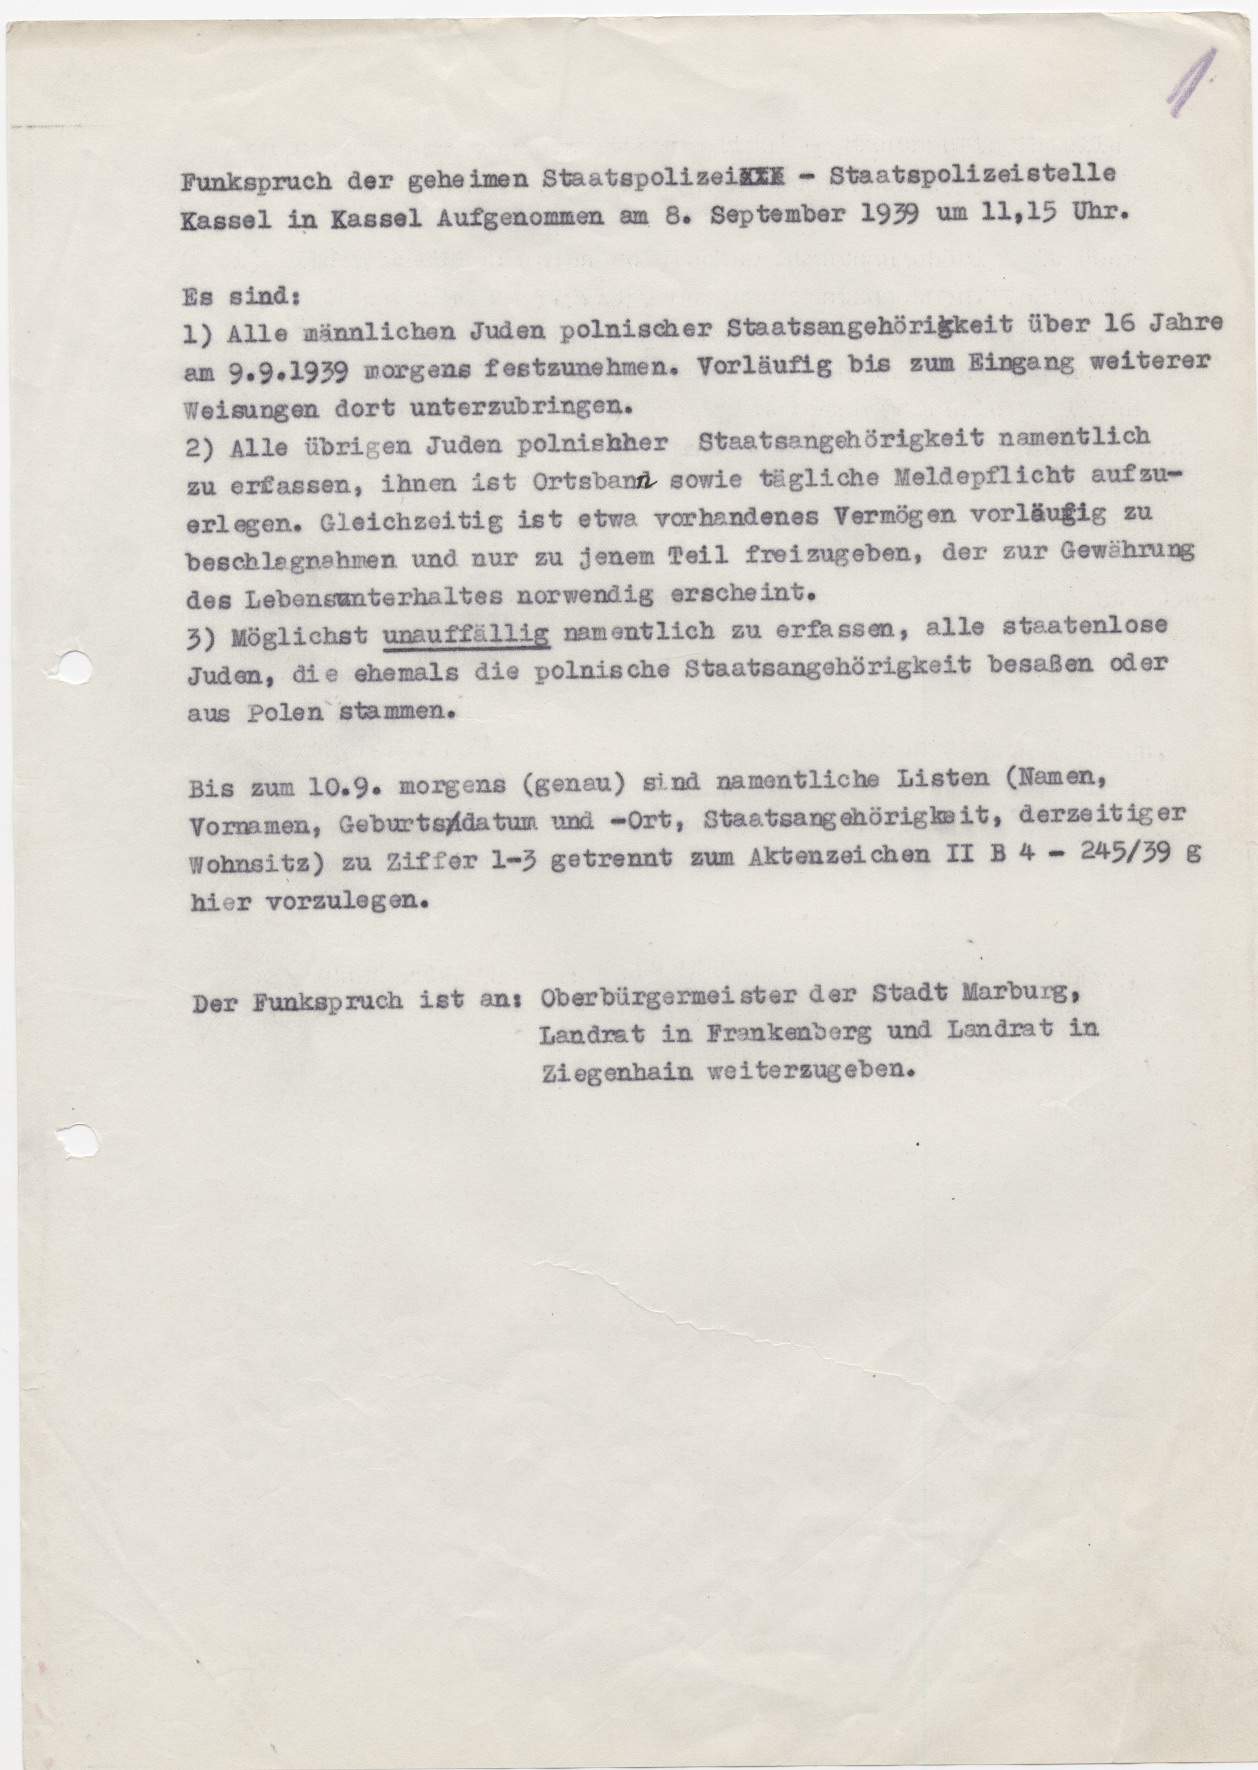 Funkspruch der geheimen Staatspolizeixxx - Staatspolizeistelle
Kassel in Kassel Aufgenommen am 8. September 1939 um 11,15 Uhr.
Es sind:
1) Alle männlichen Juden polnischer Staatsangehörigkeit über 16 Jahre
am 9.9.1939 morgens festzunehmen. Vorläufig bis zum Eingang weiterer
Weisungen dort unterzubringen.
2) Alle übrigen Juden polnishher Staatsangehörigkeit namentlich
zu erfassen, ihnen ist Ortsbann sowie tägliche Meldepflicht aufzu-
erlegen. Gleichzeitig ist etwa vorhandenes Vermögen vorläufig zu
beschlagnahmen und nur zu jenem Teil freizugeben, der zur Gewährung
des Lebensunterhaltes norwendig erscheint.
3) Möglichst unauffällig namentlich zu erfassen, alle staatenlose
Juden, die ehemals die polnische Staatsangehörigkeit besaßen oder
aus Polen stammen.
Bis zum 10.9. morgens (genau) sind namentliche Listen (Namen,
Vornamen, Geburts/datum und -Ort, Staatsangehörigkeit, derzeitiger
Wohnsitz) zu Ziffer 1-3 getrennt zum Aktenzeichen II B 4 - 245/39 g
hier vorzulegen.
Der Funkspruch ist an: Oberbürgermeister der Stadt Marburg,
Landrat in Frankenberg und Landrat in
Ziegenhain weiterzugeben.